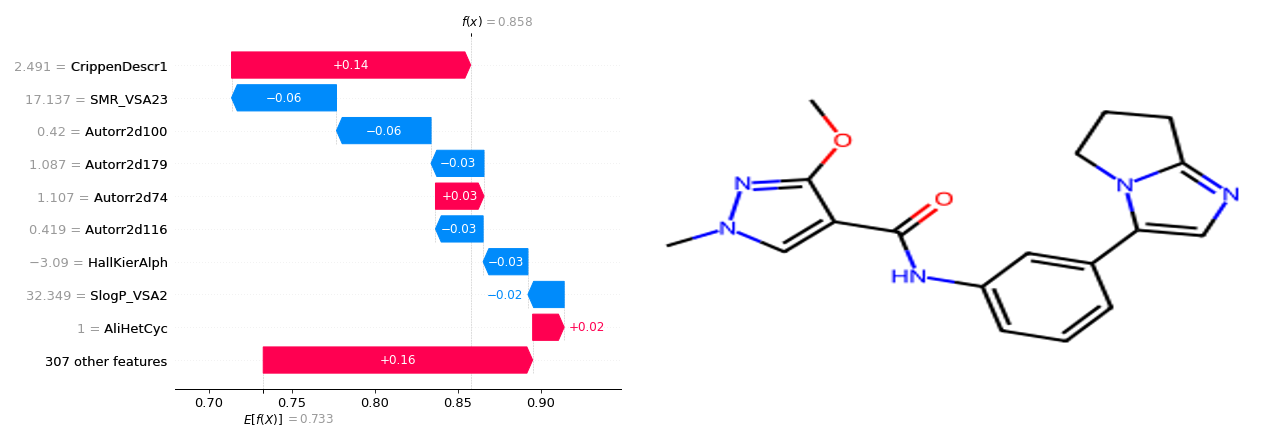 f(x) = 0.858
2.491 = CrippenDescr1
+0.14
17.137 = SMR_VSA23
−0.06
0.42 = Autorr2d100
−0.06
1.087 = Autorr2d179
−0.03
1.107 = Autorr2d74
+0.03
0.419 = Autorr2d116
−0.03
−3.09 = HallKierAlph
−0.03
32.349 = SlogP_VSA2
−0.02
1 = AliHetCyc
+0.02
307 other features
+0.16
0.70 0.75 0.80 0.85 0.90
E[f(X)] = 0.733
O
N
N
O
HN
N
N